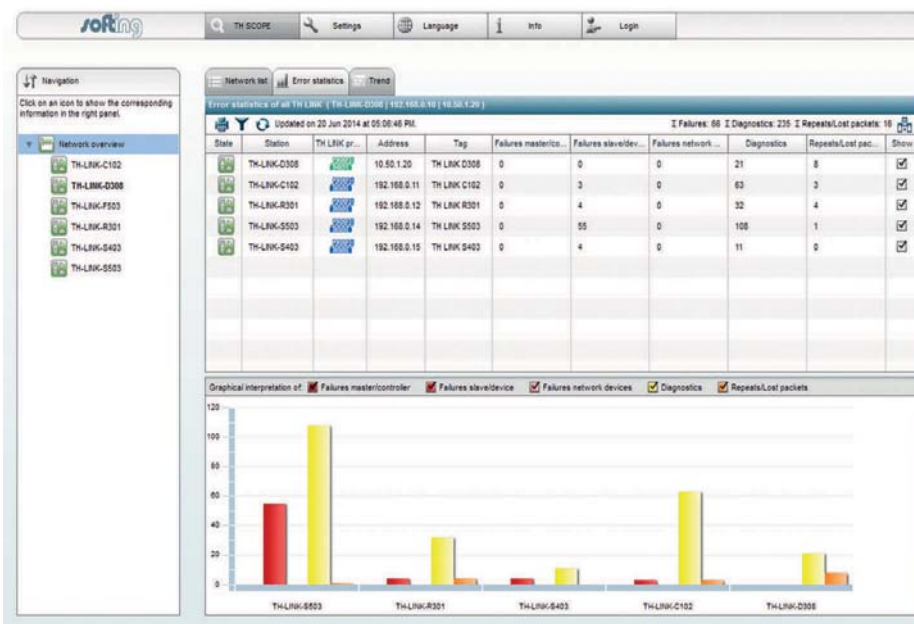 softing
TH SCOPE Settings Language Info Login
Navigation
Click on an icon to show the corresponding
information in the right panel.
Network overview
TH-LINK-C102
TH-LINK-D308
TH-LINK-F503
TH-LINK-R301
TH-LINK-S403
TH-LINK-S503
Network list Error statistics Trend
Error statistics of all TH LINK ( TH-LINK-D308 | 192.168.0.10 | 10.50.1.20 )
Updated on 20 Jun 2014 at 05:06:46 PM. Σ Failures: 66 Σ Diagnostics: 235 Σ Repeats/Lost packets: 16
State Station TH LINK pr... Address Tag Failures master/co... Failures slave/dev... Failures network ... Diagnostics Repeats/Lost pac... Show
TH-LINK-D308 10.50.1.20 TH LINK D308 0 0 0 21 8
TH-LINK-C102 192.168.0.11 TH LINK C102 0 3 0 63 3
TH-LINK-R301 192.168.0.12 TH LINK R301 0 4 0 32 4
TH-LINK-S503 192.168.0.14 TH LINK S503 0 55 0 108 1
TH-LINK-S403 192.168.0.15 TH LINK S403 0 4 0 11 0
Graphical interpretation of: Failures master/controller Failures slave/device Failures network devices Diagnostics Repeats/Lost packets
120
100
80
60
40
20
0
TH-LINK-S503 TH-LINK-R301 TH-LINK-S403 TH-LINK-C102 TH-LINK-D308